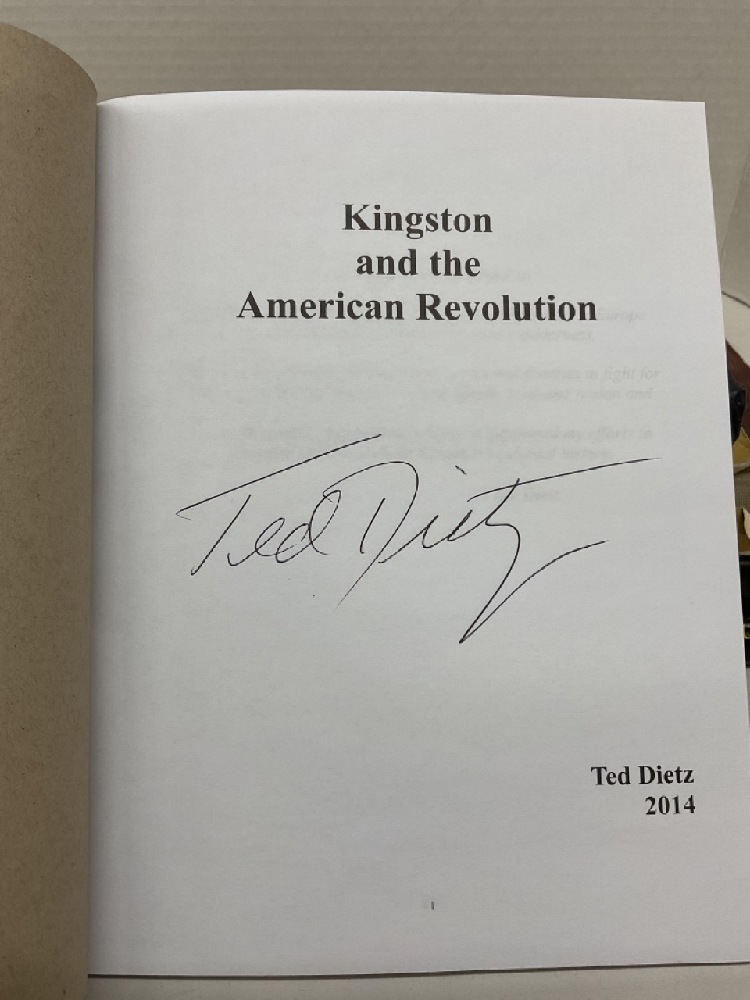 Kingston
and the
American Revolution
Ted Dietz
Ted Dietz
2014